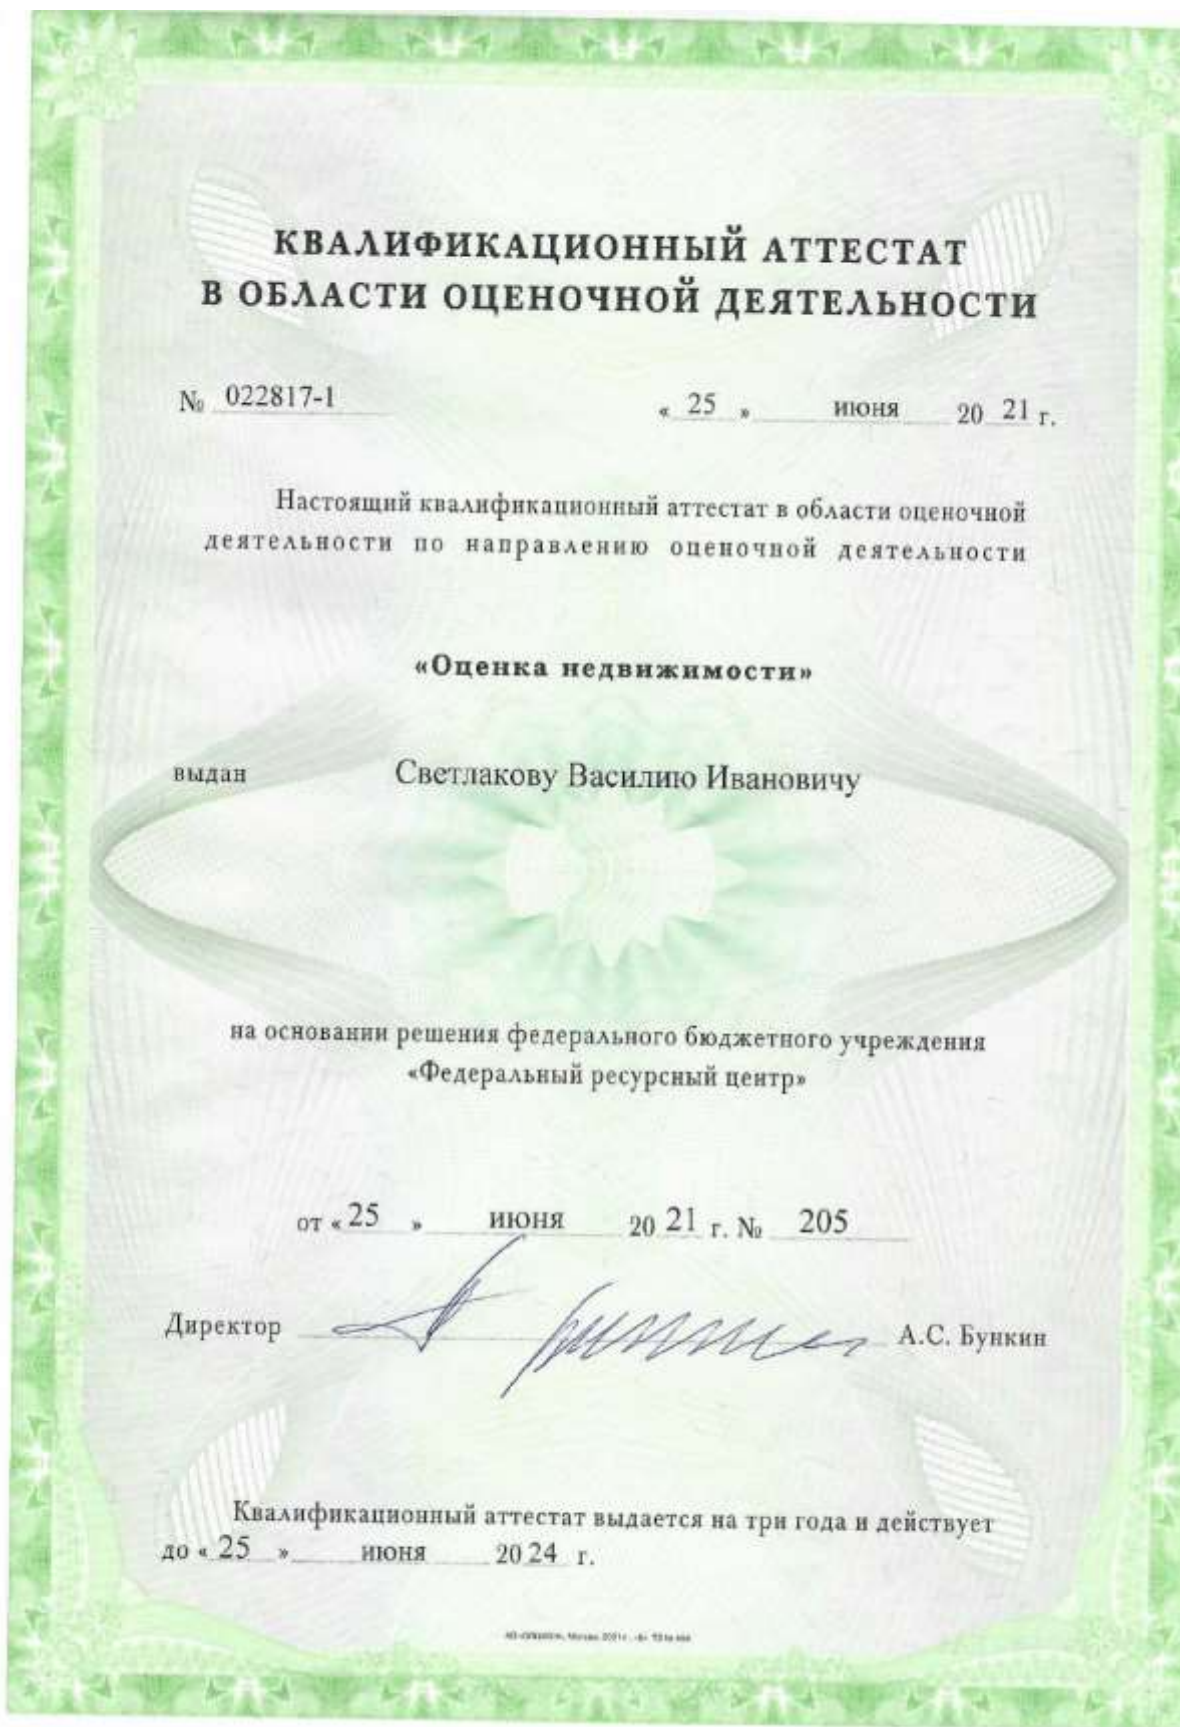 КВАЛИФИКАЦИОННЫЙ АТТЕСТАТ
В ОБЛАСТИ ОЦЕНОЧНОЙ ДЕЯТЕЛЬНОСТИ
№ 022817-1 « 25 » июня 20 21 г.
Настоящий квалификационный аттестат в области оценочной
деятельности по направлению оценочной деятельности
«Оценка недвижимости»
выдан Светлакову Василию Ивановичу
на основании решения федерального бюджетного учреждения
«Федеральный ресурсный центр»
от « 25 » июня 20 21 г. № 205
Директор А.С. Бункин
Квалификационный аттестат выдается на три года и действует
до « 25 » июня 20 24 г.
Москва, 2021 г.